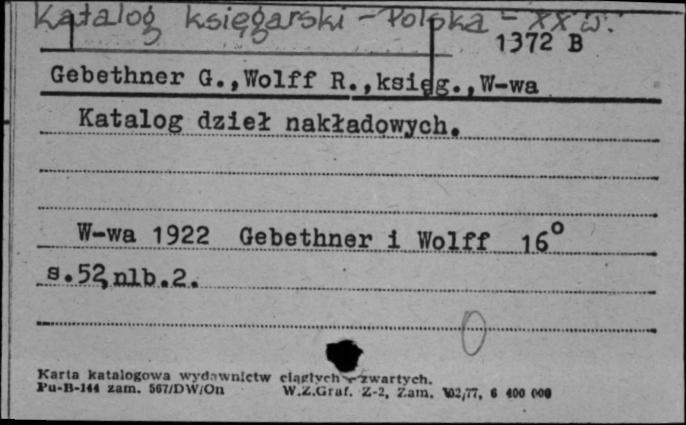 Katalog księgarski - Polska - XX w.
1372 B
Gebethner G.,Wolff R.,księg.,W-wa
Katalog dzieł nakładowych.
W-wa 1922 Gebethner i Wolff 16°
s.52,nlb.2.
Karta katalogowa wydawnictw ciągłych - zwartych.
Pu-B-144 zam. 567/DW/On W.Z.Graf. Z-2, Zam. 102/77, 6 400 000